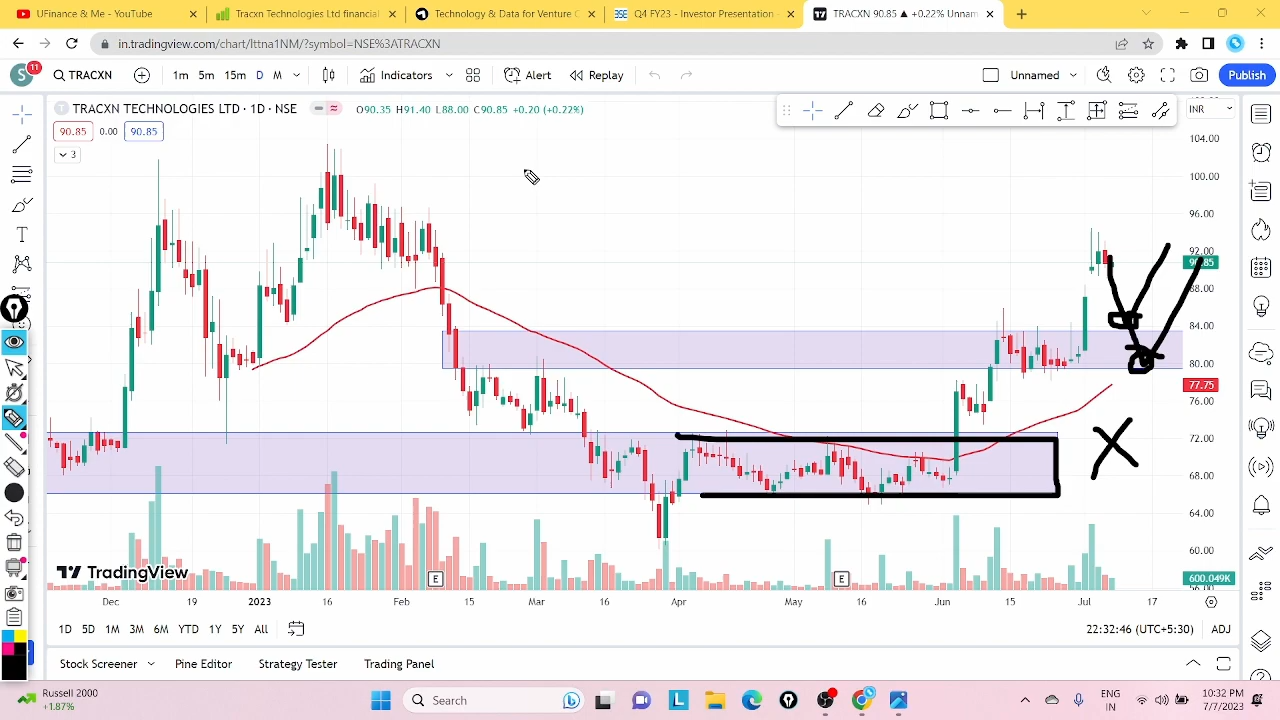 UFinance & Me - YouTube
Tracxn Technologies Ltd financial
Technology & Data for Venture C
Q4 FY23 - Investor Presentation -
TRACXN 90.85 ▲ +0.22% Unnam
in.tradingview.com/chart/lttna1NM/?symbol=NSE%3ATRACXN
S 11 TRACXN 1m 5m 15m D M Indicators Alert Replay Unnamed Publish
TRACXN TECHNOLOGIES LTD · 1D · NSE O90.35 H91.40 L88.00 C90.85 +0.20 (+0.22%) INR
90.85 0.00 90.85
3
104.00
100.00
96.00
92.00
90.85
88.00
84.00
80.00
77.75
76.00
72.00
X
68.00
64.00
60.00
TradingView
E E
600.049K
Dec 19 2023 16 Feb 15 Mar 16 Apr May 16 Jun 15 Jul 17
1D 5D 1M 3M 6M YTD 1Y 5Y All 22:32:46 (UTC+5:30) ADJ
Stock Screener Pine Editor Strategy Tester Trading Panel
Russell 2000
+1.87%
Search
ENG
IN
10:32 PM
7/7/2023